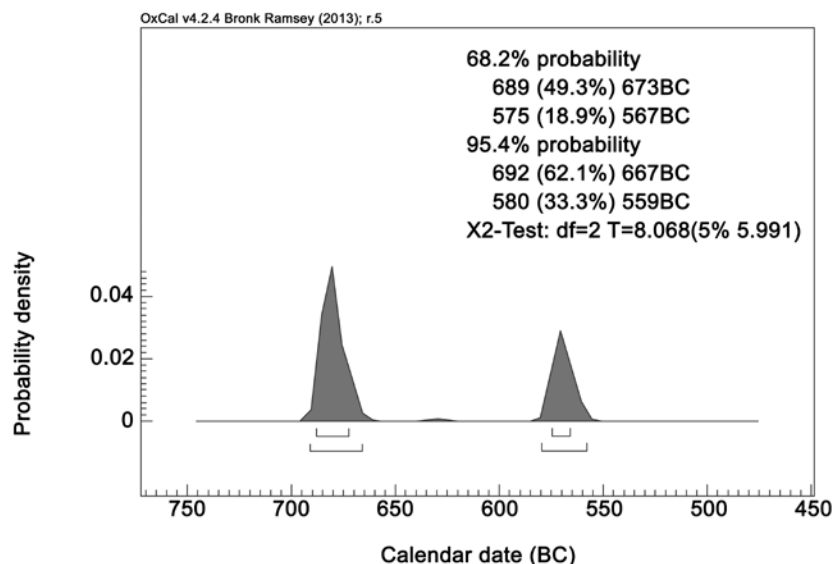 OxCal v4.2.4 Bronk Ramsey (2013); r.5
68.2% probability
689 (49.3%) 673BC
575 (18.9%) 567BC
95.4% probability
692 (62.1%) 667BC
580 (33.3%) 559BC
X2-Test: df=2 T=8.068(5% 5.991)
Probability density
0.04
0.02
0
750 700 650 600 550 500 450
Calendar date (BC)